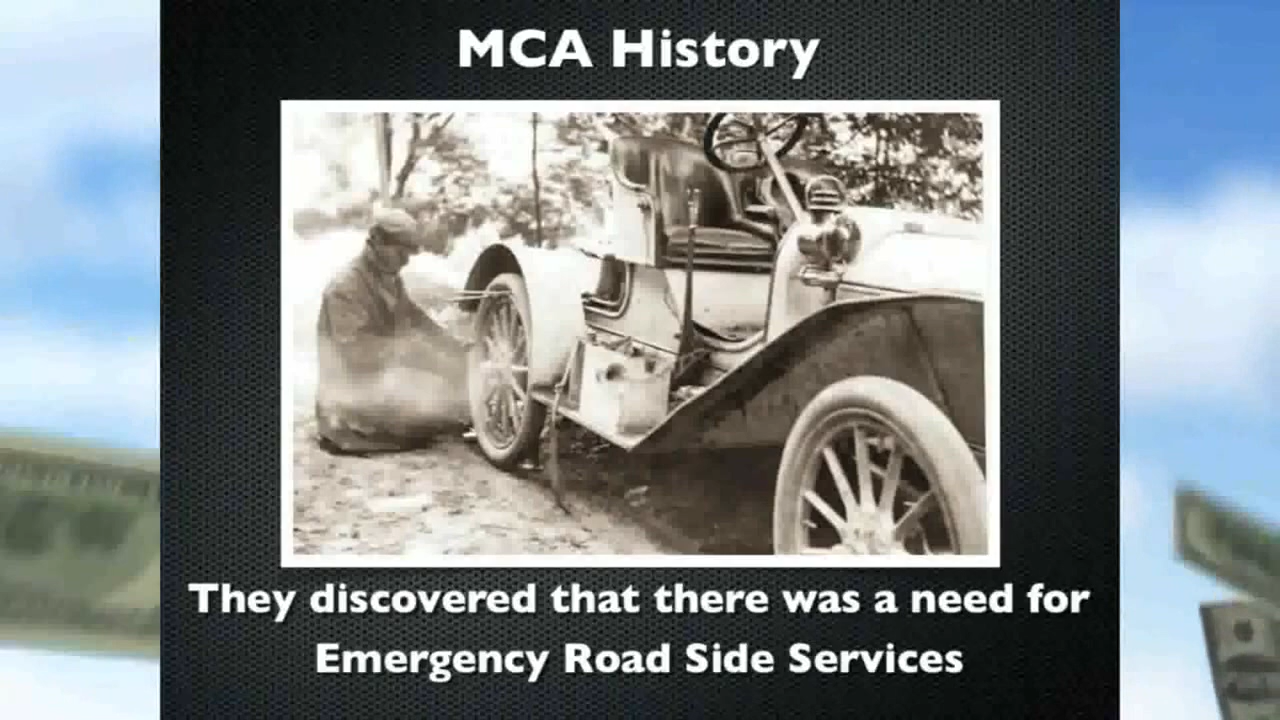 MCA History
They discovered that there was a need for
Emergency Road Side Services